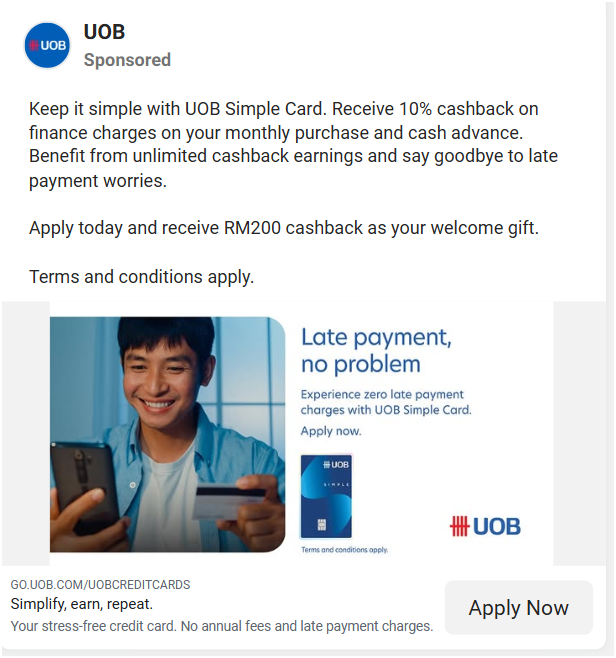 UOB
UOB
Sponsored
Keep it simple with UOB Simple Card. Receive 10% cashback on
finance charges on your monthly purchase and cash advance.
Benefit from unlimited cashback earnings and say goodbye to late
payment worries.
Apply today and receive RM200 cashback as your welcome gift.
Terms and conditions apply.
Late payment,
no problem
Experience zero late payment
charges with UOB Simple Card.
Apply now.
UOB
SIMPLE
UOB
Terms and conditions apply.
GO.UOB.COM/UOBCREDITCARDS
Simplify, earn, repeat.
Your stress-free credit card. No annual fees and late payment charges.
Apply Now